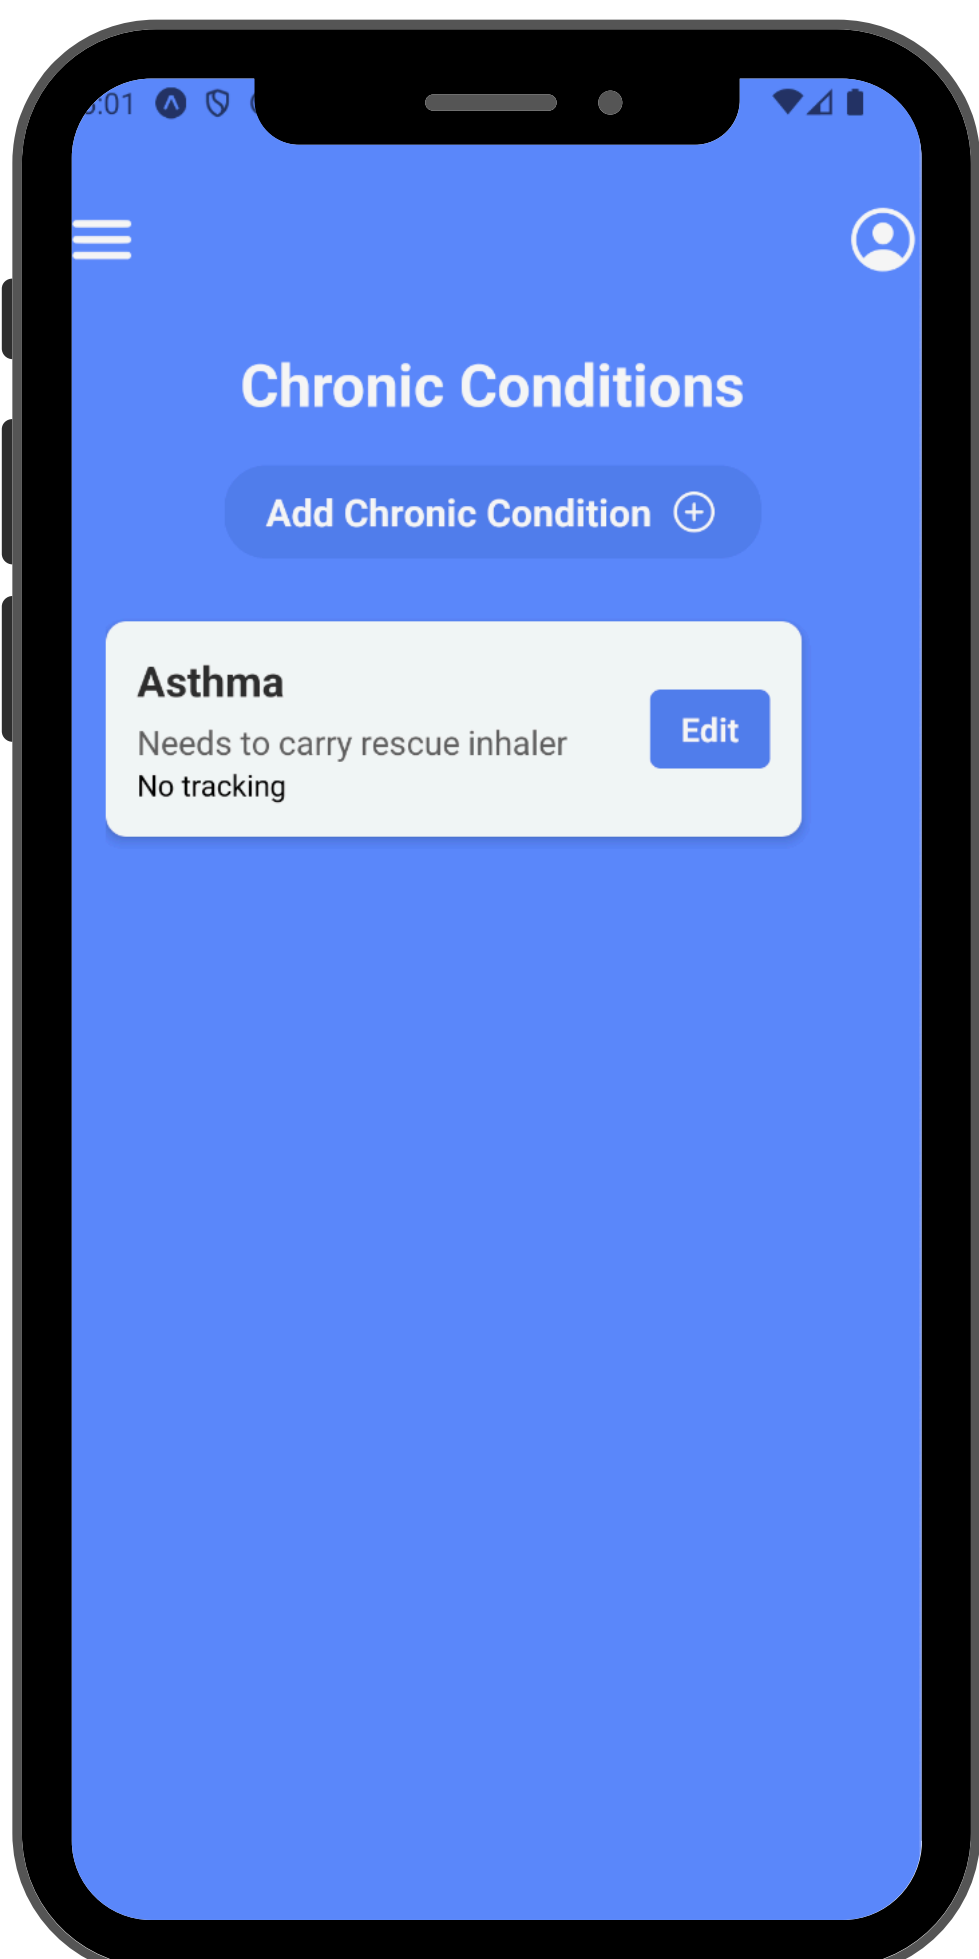 :01
Chronic Conditions
Add Chronic Condition
Asthma
Needs to carry rescue inhaler
No tracking
Edit